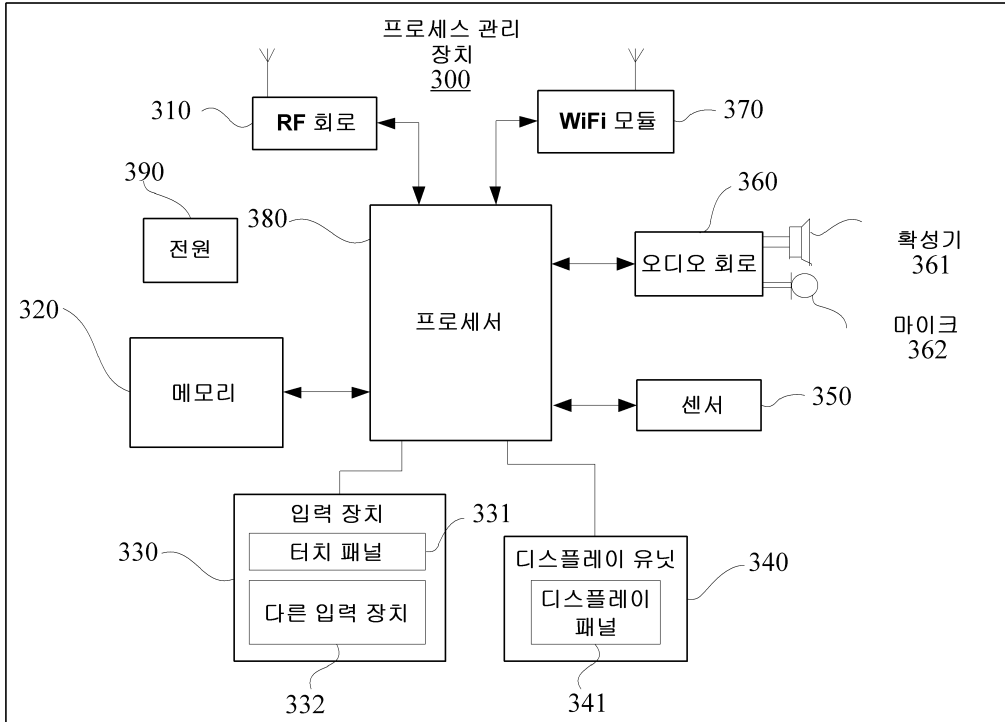 프로세스 관리
장치
300
310
RF 회로
WiFi 모듈
370
390
전원
380
360
오디오 회로
확성기
361
프로세서
마이크
362
320
메모리
350
센서
입력 장치
331
330
터치 패널
다른 입력 장치
332
디스플레이 유닛
340
디스플레이
패널
341